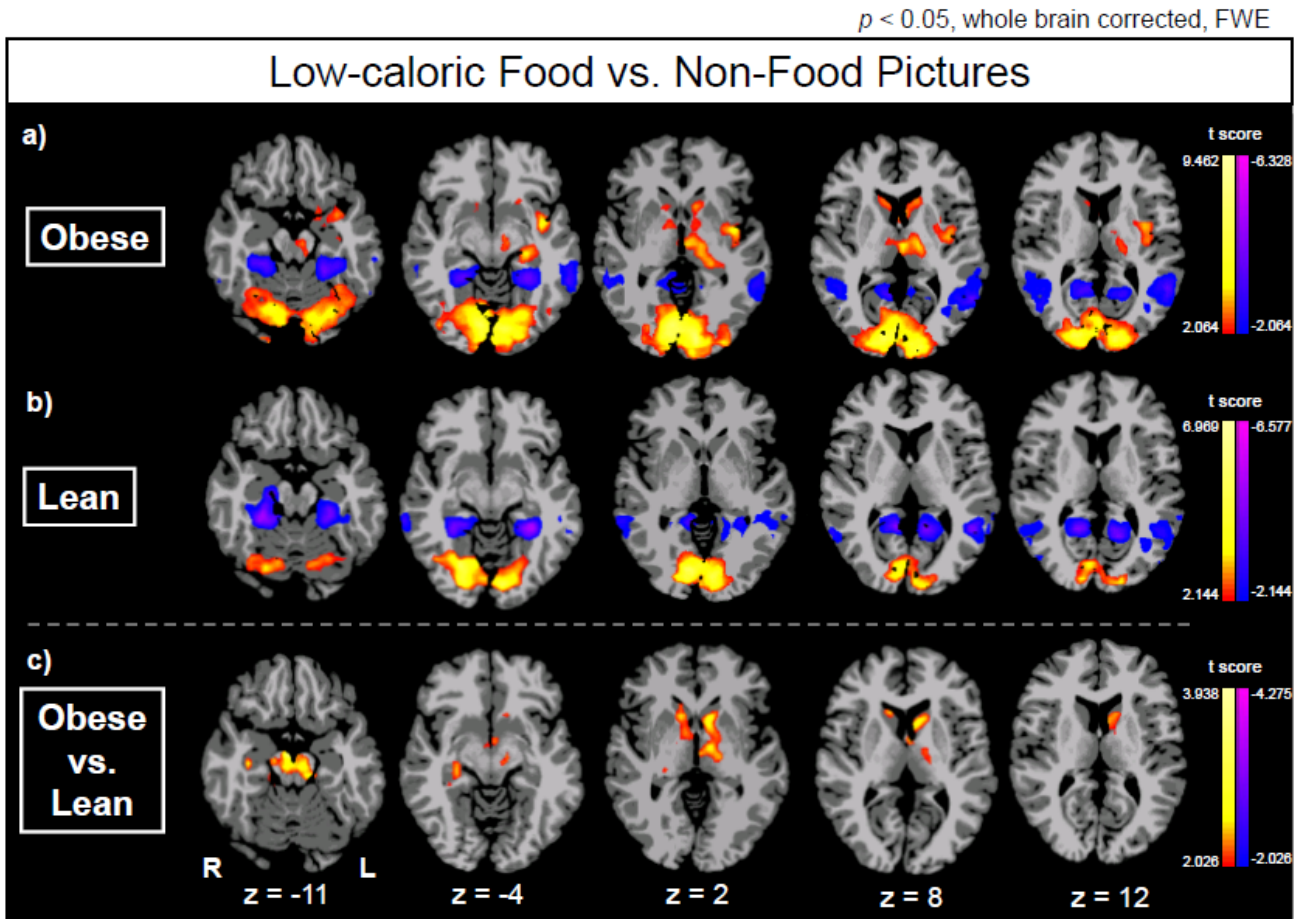 p < 0.05, whole brain corrected, FWE
Low-caloric Food vs. Non-Food Pictures
a)
t score
9.462 -6.328
Obese
2.064 -2.064
b)
t score
6.969 -6.577
Lean
2.144 -2.144
c)
t score
3.938 -4.275
Obese
vs.
Lean
2.026 -2.026
R L
z = -11 z = -4 z = 2 z = 8 z = 12